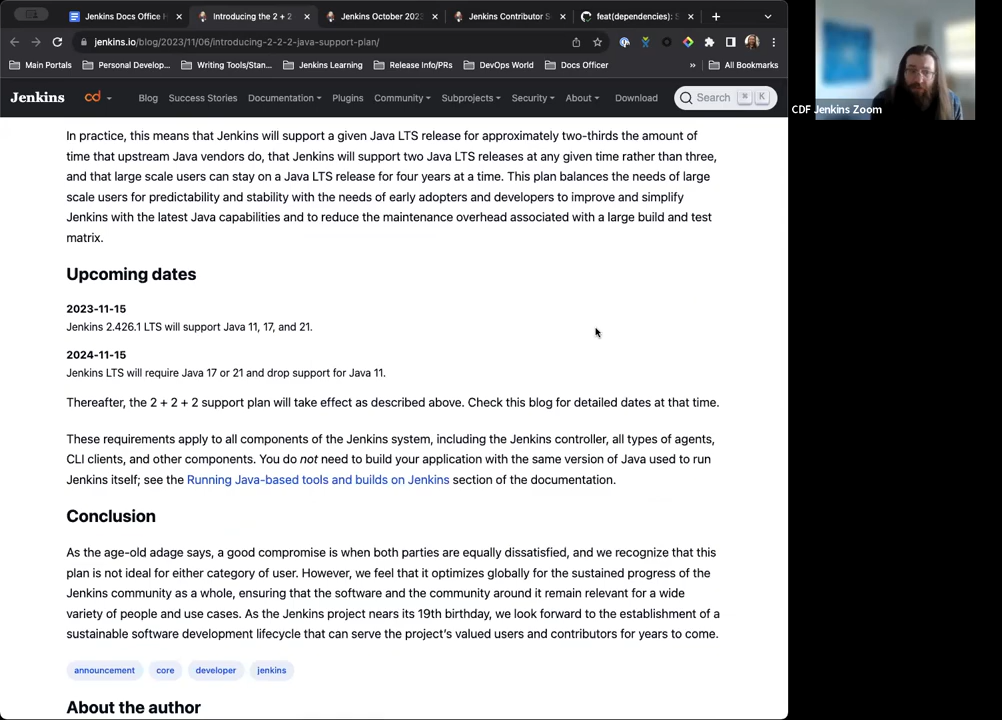 Jenkins Docs Office H
Introducing the 2 + 2
Jenkins October 2023
Jenkins Contributor S
feat(dependencies): S
jenkins.io/blog/2023/11/06/introducing-2-2-2-java-support-plan/
Main Portals
Personal Develop...
Writing Tools/Stan...
Jenkins Learning
Release Info/PRs
DevOps World
Docs Officer
»
All Bookmarks
Jenkins
cd
Blog
Success Stories
Documentation
Plugins
Community
Subprojects
Security
About
Download
Search ⌘ K
CDF Jenkins Zoom
In practice, this means that Jenkins will support a given Java LTS release for approximately two-thirds the amount of
time that upstream Java vendors do, that Jenkins will support two Java LTS releases at any given time rather than three,
and that large scale users can stay on a Java LTS release for four years at a time. This plan balances the needs of large
scale users for predictability and stability with the needs of early adopters and developers to improve and simplify
Jenkins with the latest Java capabilities and to reduce the maintenance overhead associated with a large build and test
matrix.
Upcoming dates
2023-11-15
Jenkins 2.426.1 LTS will support Java 11, 17, and 21.
2024-11-15
Jenkins LTS will require Java 17 or 21 and drop support for Java 11.
Thereafter, the 2 + 2 + 2 support plan will take effect as described above. Check this blog for detailed dates at that time.
These requirements apply to all components of the Jenkins system, including the Jenkins controller, all types of agents,
CLI clients, and other components. You do not need to build your application with the same version of Java used to run
Jenkins itself; see the Running Java-based tools and builds on Jenkins section of the documentation.
Conclusion
As the age-old adage says, a good compromise is when both parties are equally dissatisfied, and we recognize that this
plan is not ideal for either category of user. However, we feel that it optimizes globally for the sustained progress of the
Jenkins community as a whole, ensuring that the software and the community around it remain relevant for a wide
variety of people and use cases. As the Jenkins project nears its 19th birthday, we look forward to the establishment of a
sustainable software development lifecycle that can serve the project's valued users and contributors for years to come.
announcement
core
developer
jenkins
About the author